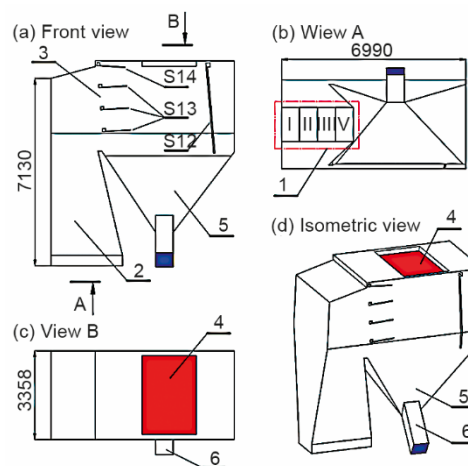 (a) Front view
B
3
S14
S13
S12
7130
2
5
A
(b) Wiew A
6990
I II III IV
1
(c) View B
4
3358
6
(d) Isometric view
4
5
6